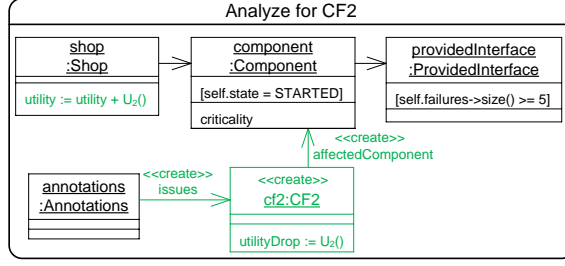 Analyze for CF2
shop
:Shop
utility := utility + U₂()
component
:Component
[self.state = STARTED]
criticality
providedInterface
:ProvidedInterface
[self.failures->size() >= 5]
<<create>>
affectedComponent
<<create>>
issues
annotations
:Annotations
<<create>>
cf2:CF2
utilityDrop := U₂()